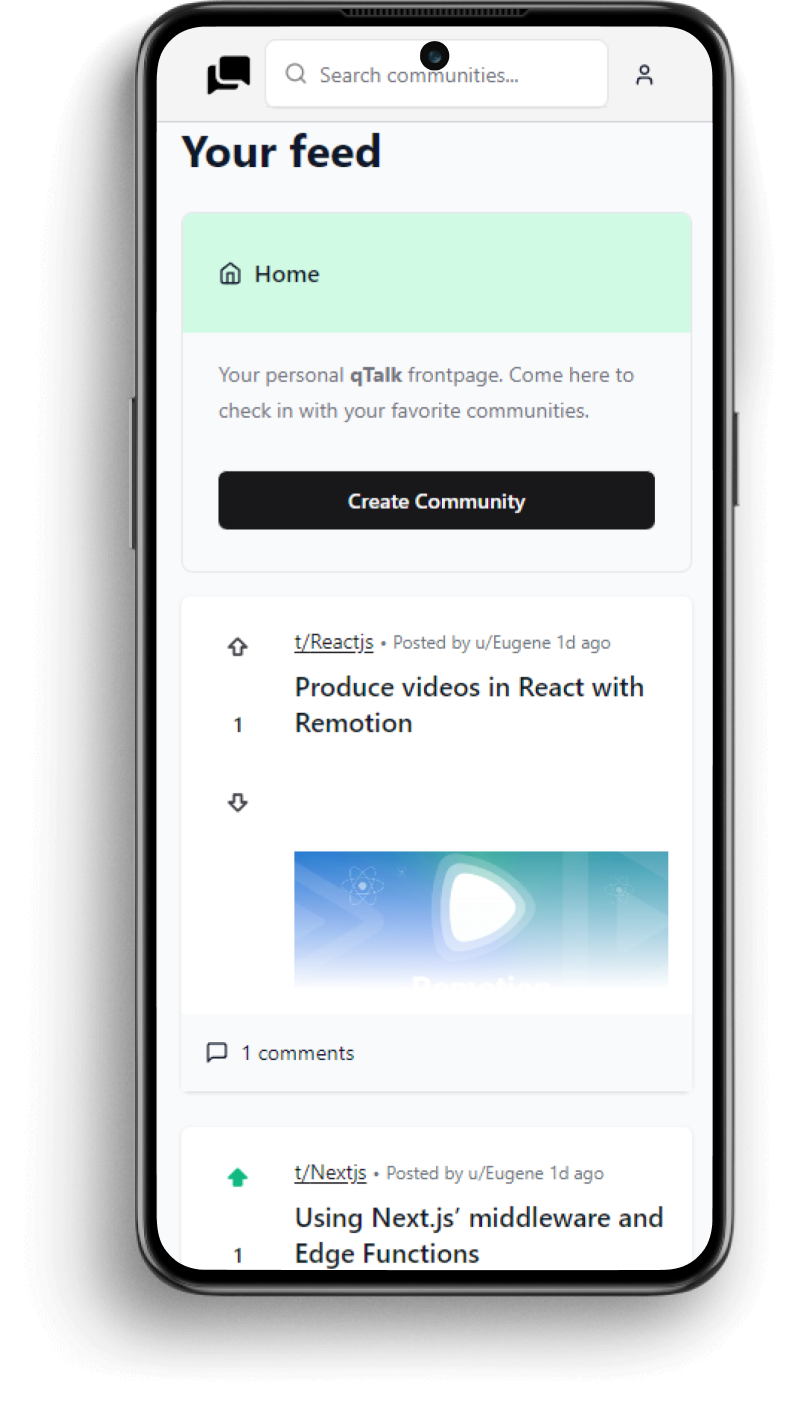 Search communities...
Your feed
Home
Your personal qTalk frontpage. Come here to
check in with your favorite communities.
Create Community
t/Reactjs • Posted by u/Eugene 1d ago
Produce videos in React with
Remotion
1
Remotion
1 comments
t/Nextjs • Posted by u/Eugene 1d ago
Using Next.js’ middleware and
Edge Functions
1